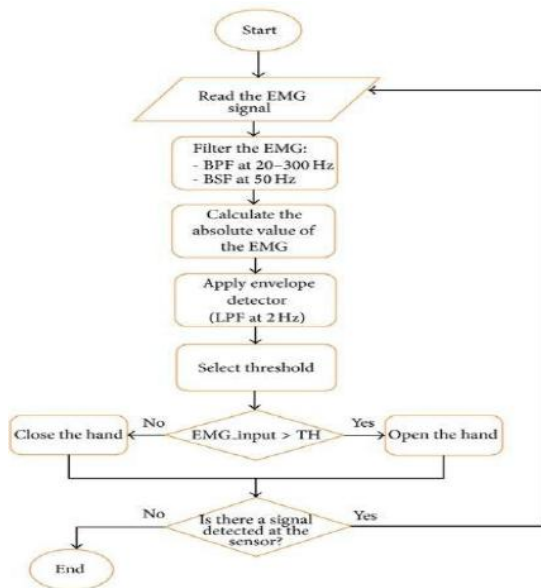 Start
Read the EMG
signal
Filter the EMG:
- BPF at 20–300 Hz
- BSF at 50 Hz
Calculate the
absolute value of
the EMG
Apply envelope
detector
(LPF at 2 Hz)
Select threshold
No
Yes
Close the hand
EMG_input > TH
Open the hand
No
Is there a signal
Yes
detected at the
sensor?
End